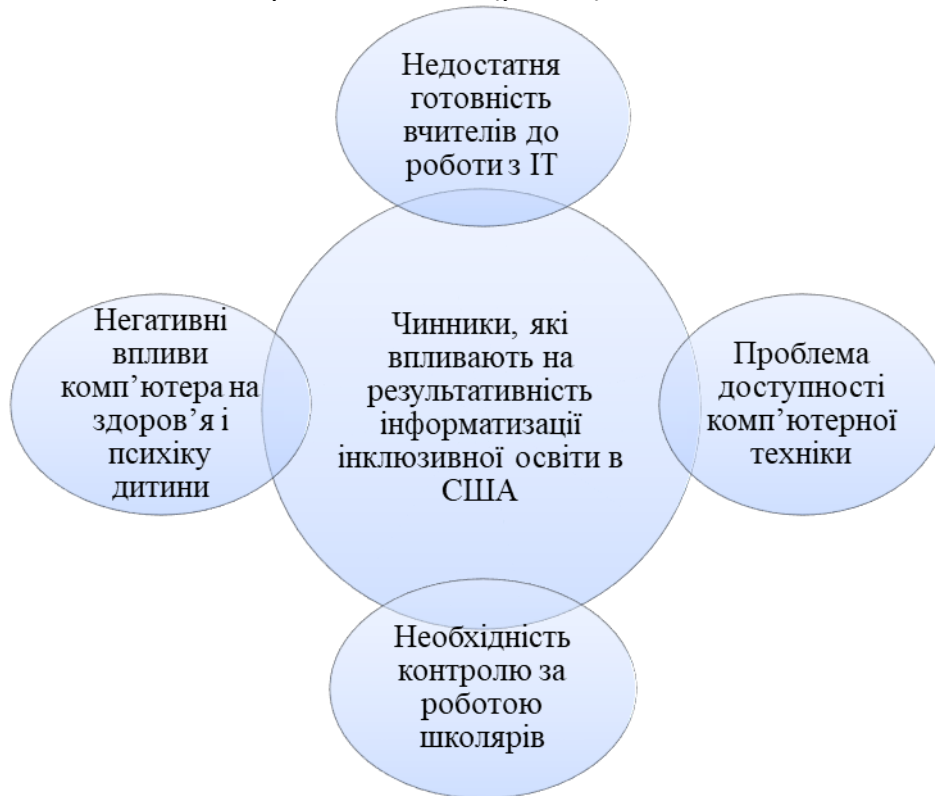 Недостатня
готовність
вчителів до
роботи з ІТ
Негативні
впливи
комп’ютера на
здоров’я і
психіку
дитини
Чинники, які
впливають на
результативність
інформатизації
інклюзивної освіти в
США
Проблема
доступності
комп’ютерної
техніки
Необхідність
контролю за
роботою
школярів